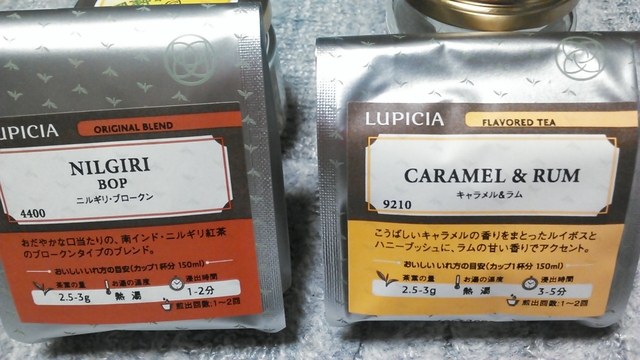 UPICIA
ORIGINAL BLEND
NILGIRI
BOP
ニルギリ・ブロークン
4400
おだやかな口当たりの、南インド・ニルギリ紅茶
のブロークンタイプのブレンド。
おいしいいれ方の目安(カップ1杯分 150ml)
茶葉の量
お湯の温度
浸出時間
2.5-3g
熱湯
1-2分
煎出回数:1~2回
LUPICIA
FLAVORED TEA
CARAMEL & RUM
キャラメル&ラム
9210
こうばしいキャラメルの香りをまとったルイボスと
ハニーブッシュに、ラムの甘い香りでアクセント。
おいしいいれ方の目安(カップ1杯分 150ml)
茶葉の量
お湯の温度
浸出時間
2.5-3g
熱湯
3-5分
煎出回数:1~2回